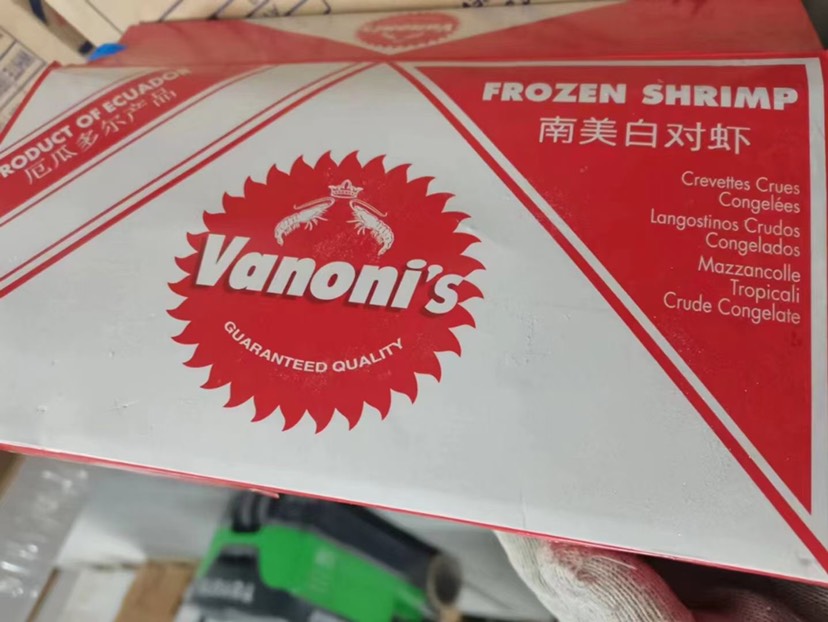 PRODUCT OF ECUADOR
厄瓜多尔产品
FROZEN SHRIMP
南美白对虾
Crevettes Crues
Congelées
Langostinos Crudos
Congelados
Mazzancolle
Tropicali
Crude Congelate
Vanoni's
GUARANTEED QUALITY